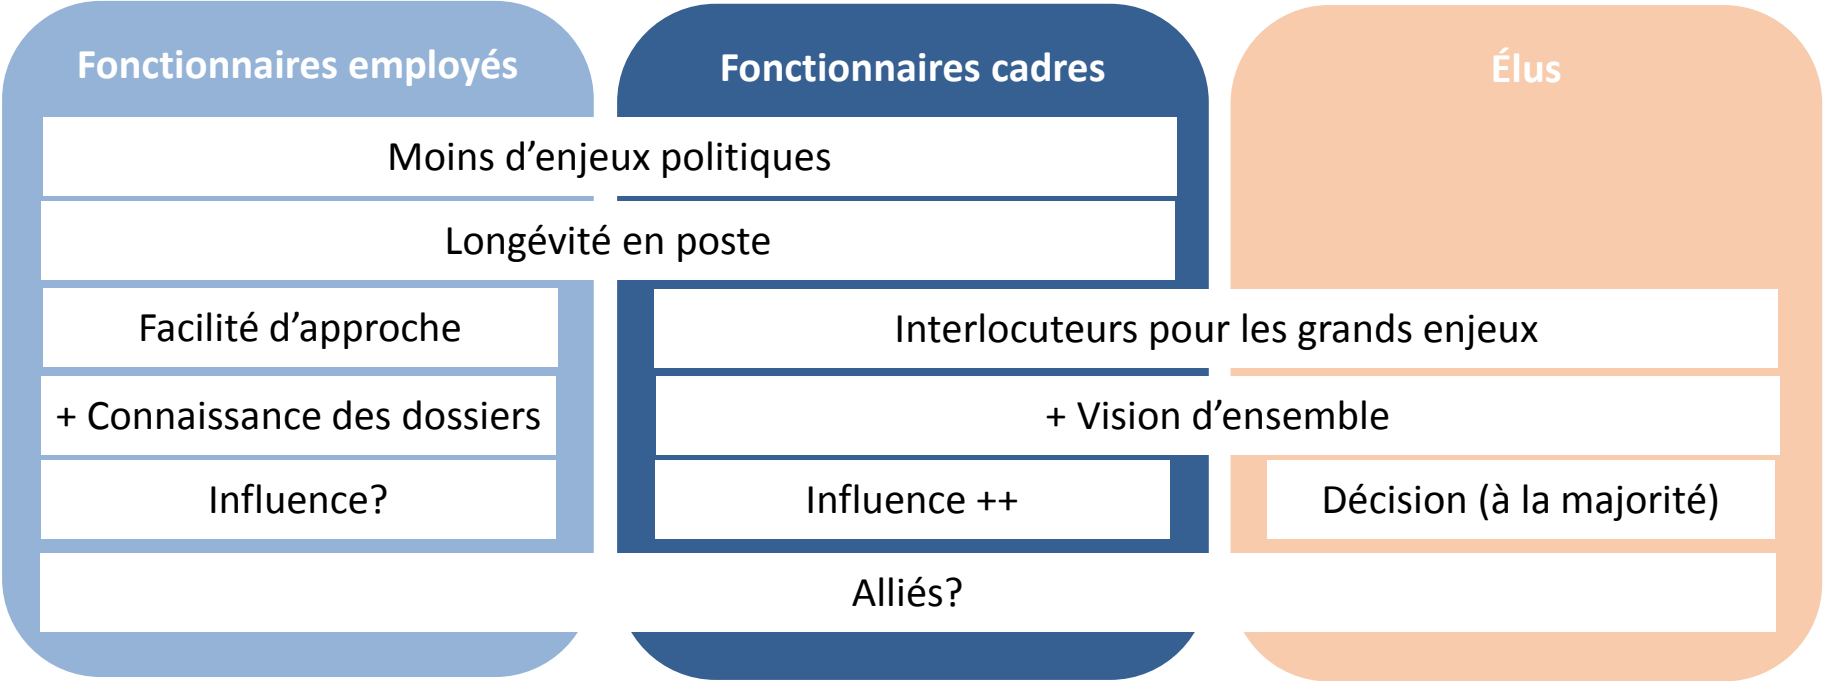 Fonctionnaires employés
Fonctionnaires cadres
Élus
Moins d’enjeux politiques
Longévité en poste
Facilité d’approche
Interlocuteurs pour les grands enjeux
+ Connaissance des dossiers
+ Vision d’ensemble
Influence?
Influence ++
Décision (à la majorité)
Alliés?